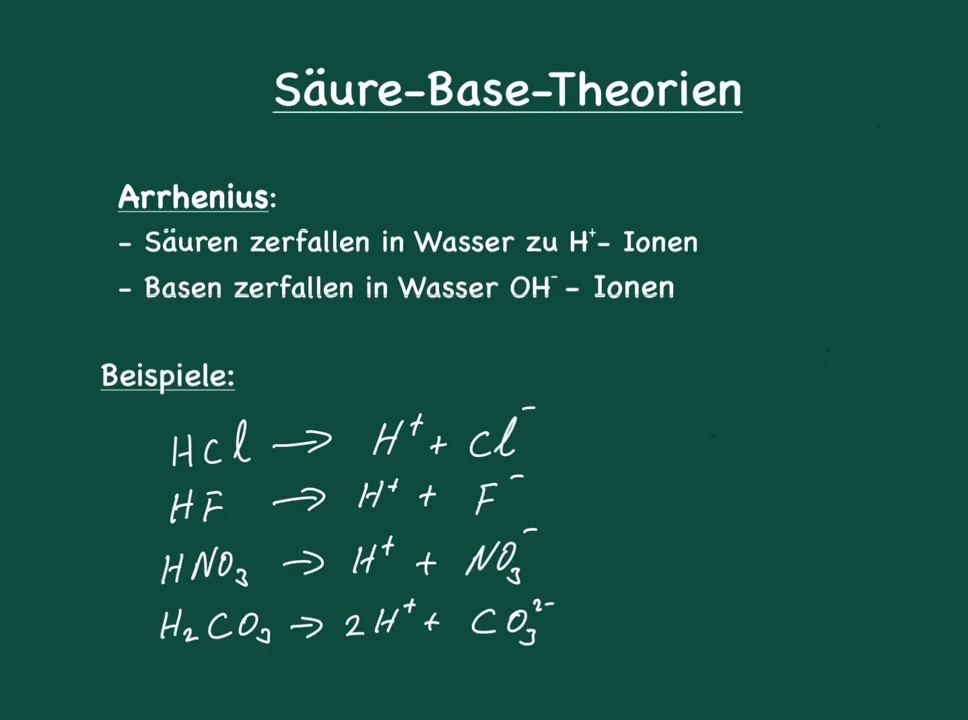 Säure-Base-Theorien
Arrhenius:
- Säuren zerfallen in Wasser zu H⁺- Ionen
- Basen zerfallen in Wasser OH⁻ - Ionen
Beispiele:
HCl → H⁺ + Cl⁻
HF → H⁺ + F⁻
HNO₃ → H⁺ + NO₃⁻
H₂CO₃ → 2H⁺ + CO₃²⁻